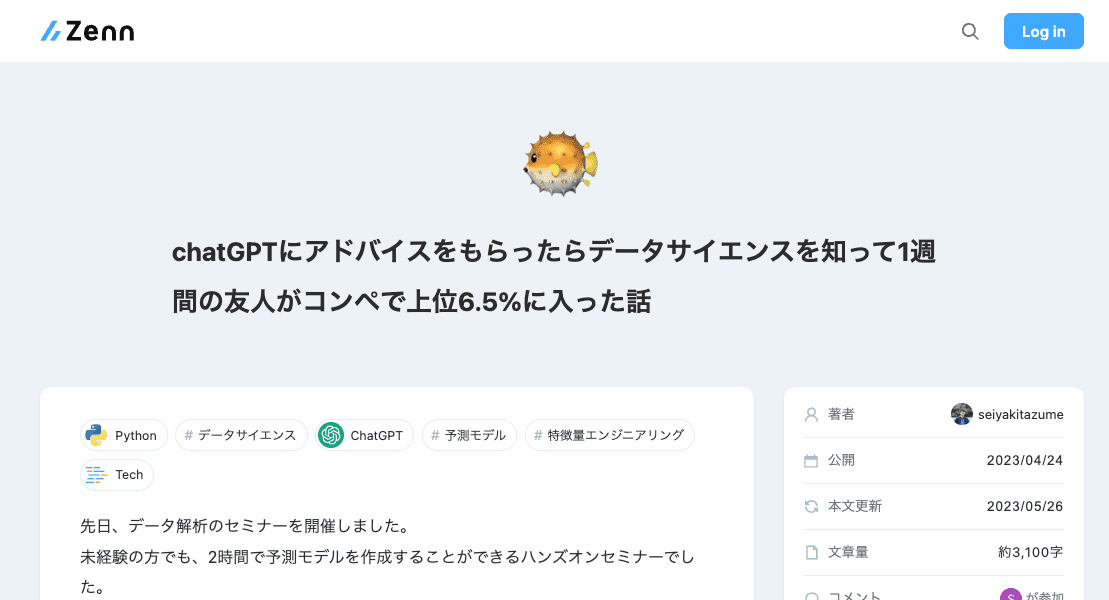 Zenn
Log in
chatGPTにアドバイスをもらったらデータサイエンスを知って1週
間の友人がコンペで上位6.5%に入った話
Python
# データサイエンス
ChatGPT
# 予測モデル
# 特徴量エンジニアリング
Tech
先日、データ解析のセミナーを開催しました。
未経験の方でも、2時間で予測モデルを作成することができるハンズオンセミナーでし
た。
著者 seiyakitazume
公開 2023/04/24
本文更新 2023/05/26
文章量 約3,100字
コメント S が参加